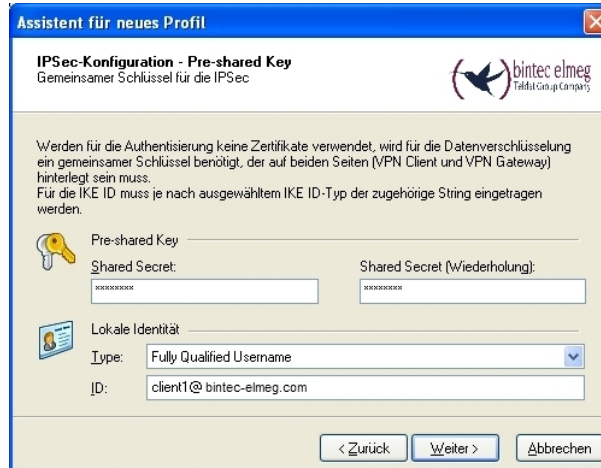 Assistent für neues Profil
IPSec-Konfiguration - Pre-shared Key
Gemeinsamer Schlüssel für die IPSec
bintec elmeg
Teldat Group Company
Werden für die Authentisierung keine Zertifikate verwendet, wird für die Datenverschlüsselung
ein gemeinsamer Schlüssel benötigt, der auf beiden Seiten (VPN Client und VPN Gateway)
hinterlegt sein muss.
Für die IKE ID muss je nach ausgewähltem IKE ID-Typ der zugehörige String eingetragen
werden.
Pre-shared Key
Shared Secret: Shared Secret (Wiederholung):
xxxxxxxx xxxxxxxx
Lokale Identität
Type: Fully Qualified Username
ID: client1@ bintec-elmeg.com
< Zurück Weiter > Abbrechen